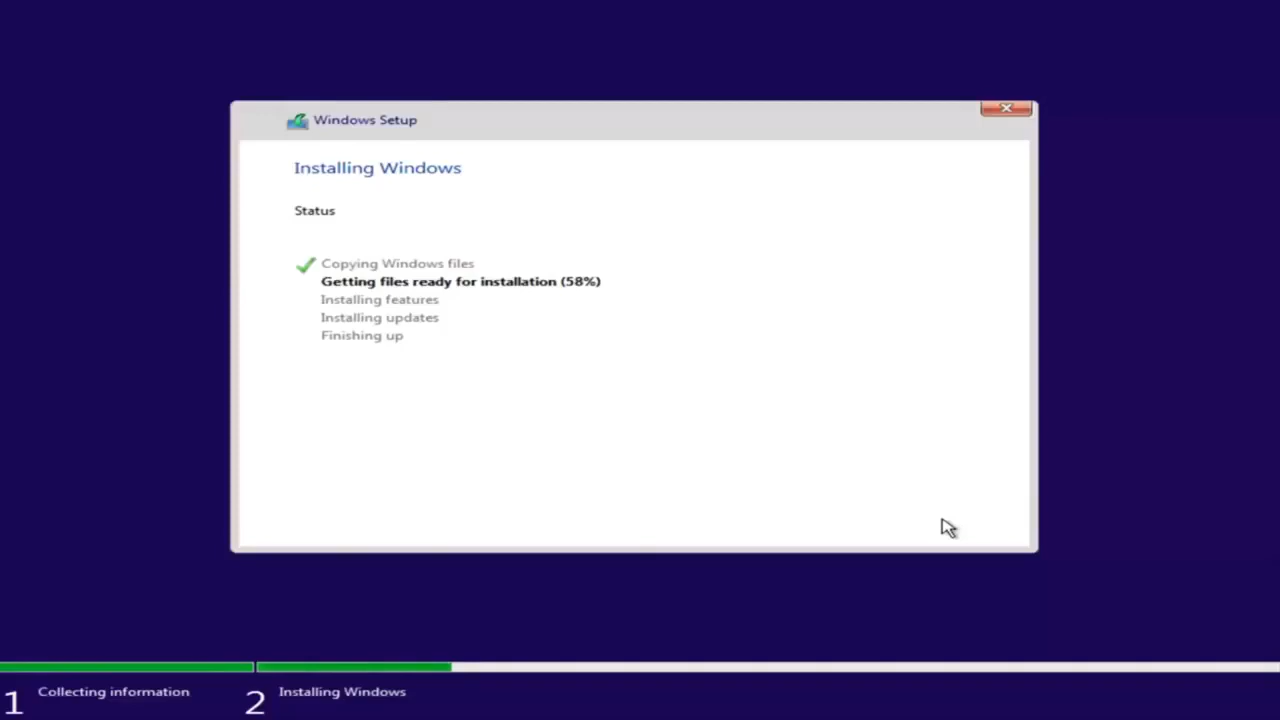 Windows Setup
Installing Windows
Status
Copying Windows files
Getting files ready for installation (58%)
Installing features
Installing updates
Finishing up
1 Collecting information
2 Installing Windows